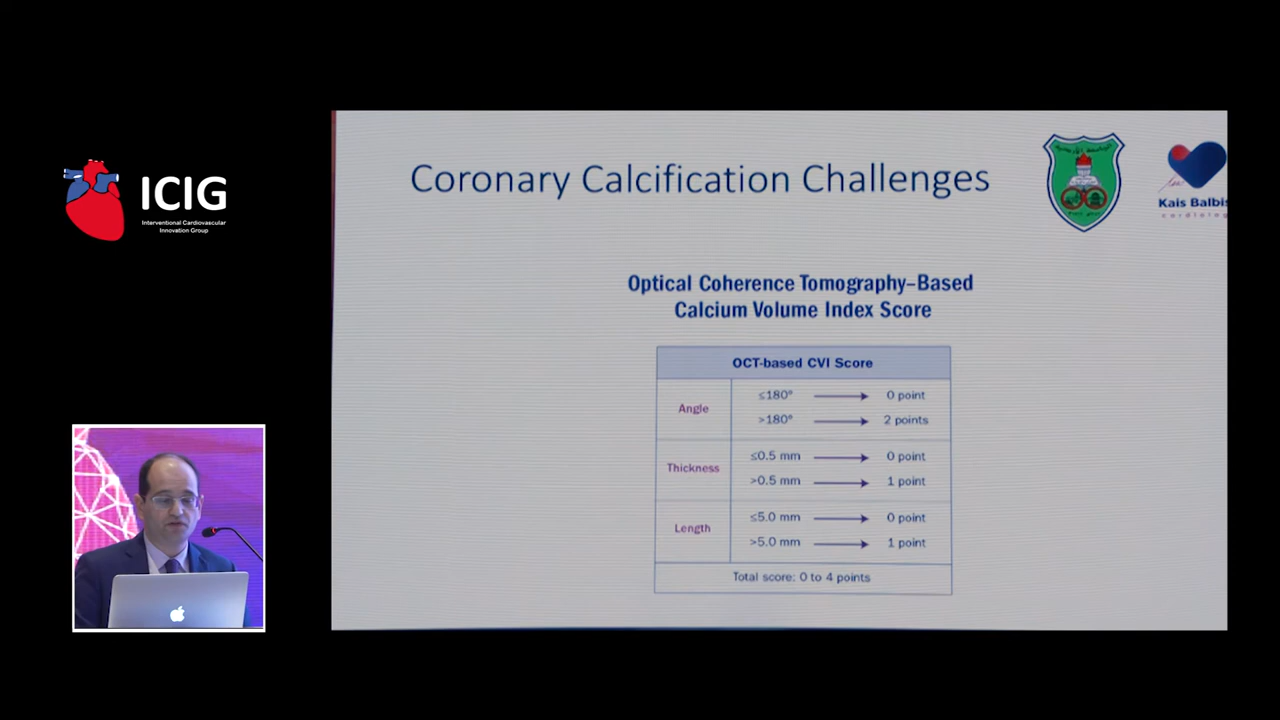 ICIG
Interventional Cardiovascular
Innovation Group
Coronary Calcification Challenges
Kais Balbis
cardiology
Optical Coherence Tomography–Based
Calcium Volume Index Score
OCT-based CVI Score
Angle
≤180° 0 point
>180° 2 points
Thickness
≤0.5 mm 0 point
>0.5 mm 1 point
Length
≤5.0 mm 0 point
>5.0 mm 1 point
Total score: 0 to 4 points